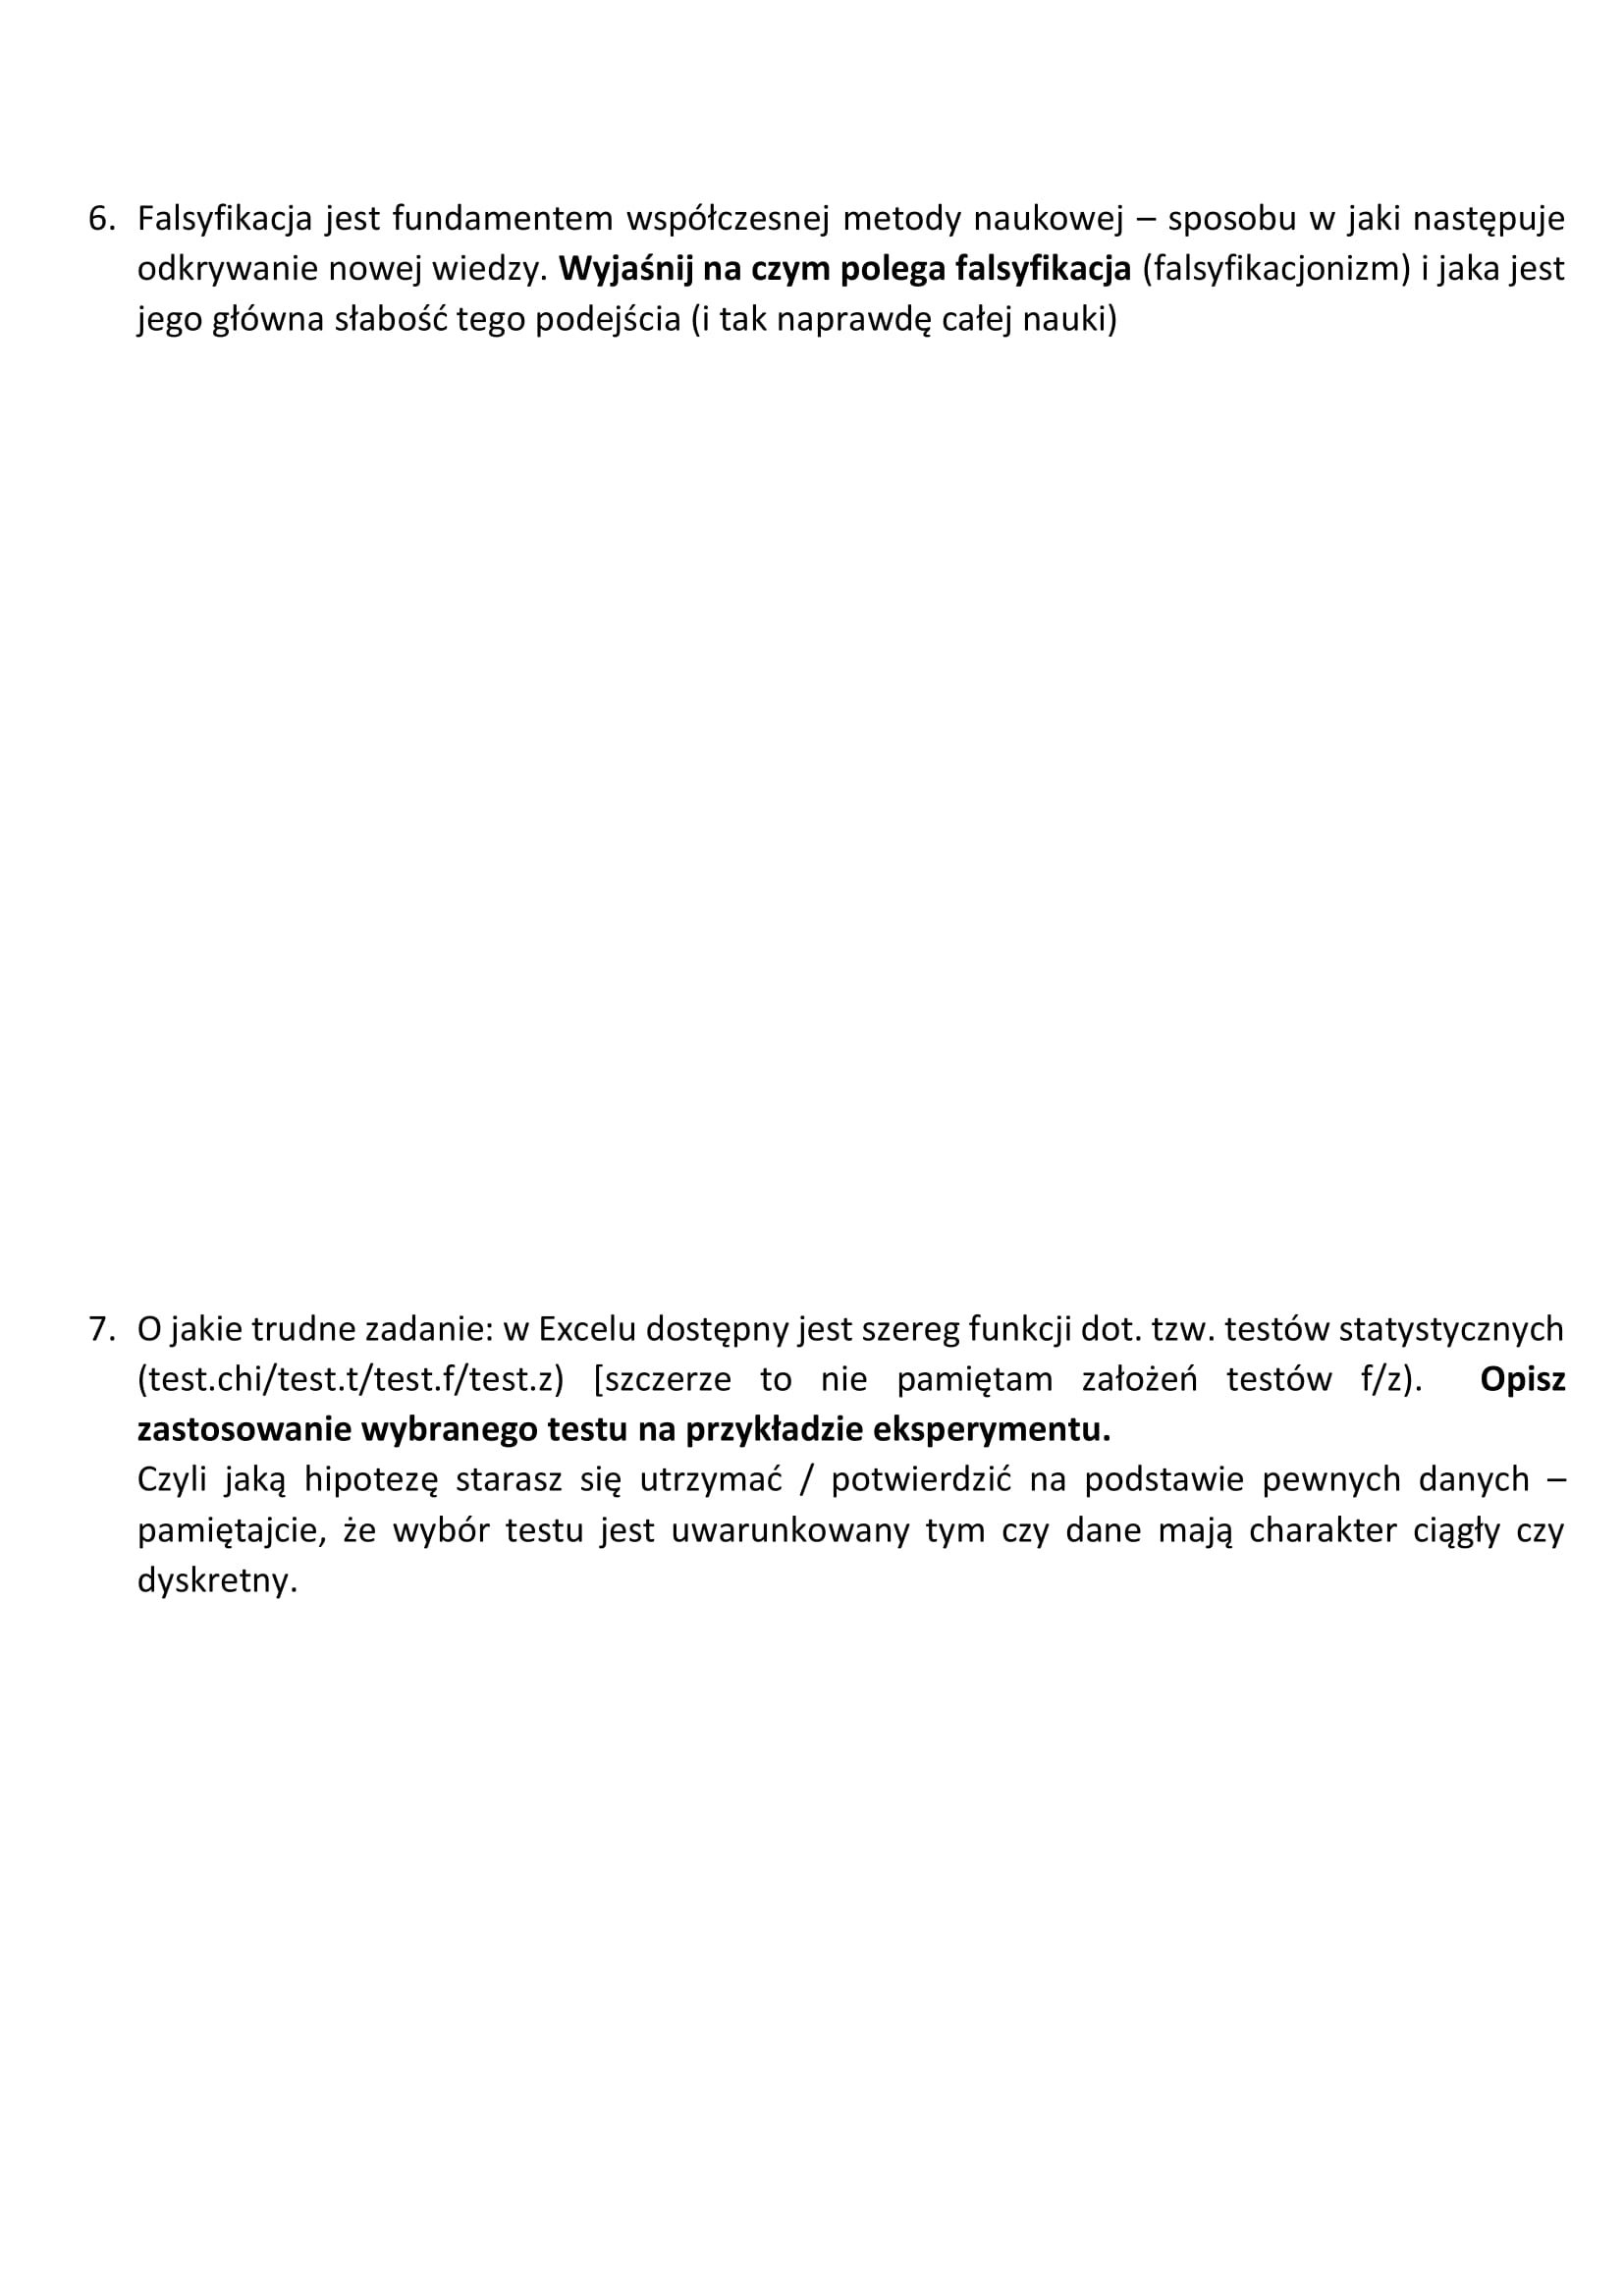 6. Falsyfikacja jest fundamentem współczesnej metody naukowej – sposobu w jaki następuje
odkrywanie nowej wiedzy. Wyjaśnij na czym polega falsyfikacja (falsyfikacjonizm) i jaka jest
jego główna słabość tego podejścia (i tak naprawdę całej nauki)
7. O jakie trudne zadanie: w Excelu dostępny jest szereg funkcji dot. tzw. testów statystycznych
(test.chi/test.t/test.f/test.z) [szczerze to nie pamiętam założeń testów f/z). Opisz
zastosowanie wybranego testu na przykładzie eksperymentu.
Czyli jaką hipotezę starasz się utrzymać / potwierdzić na podstawie pewnych danych –
pamiętajcie, że wybór testu jest uwarunkowany tym czy dane mają charakter ciągły czy
dyskretny.